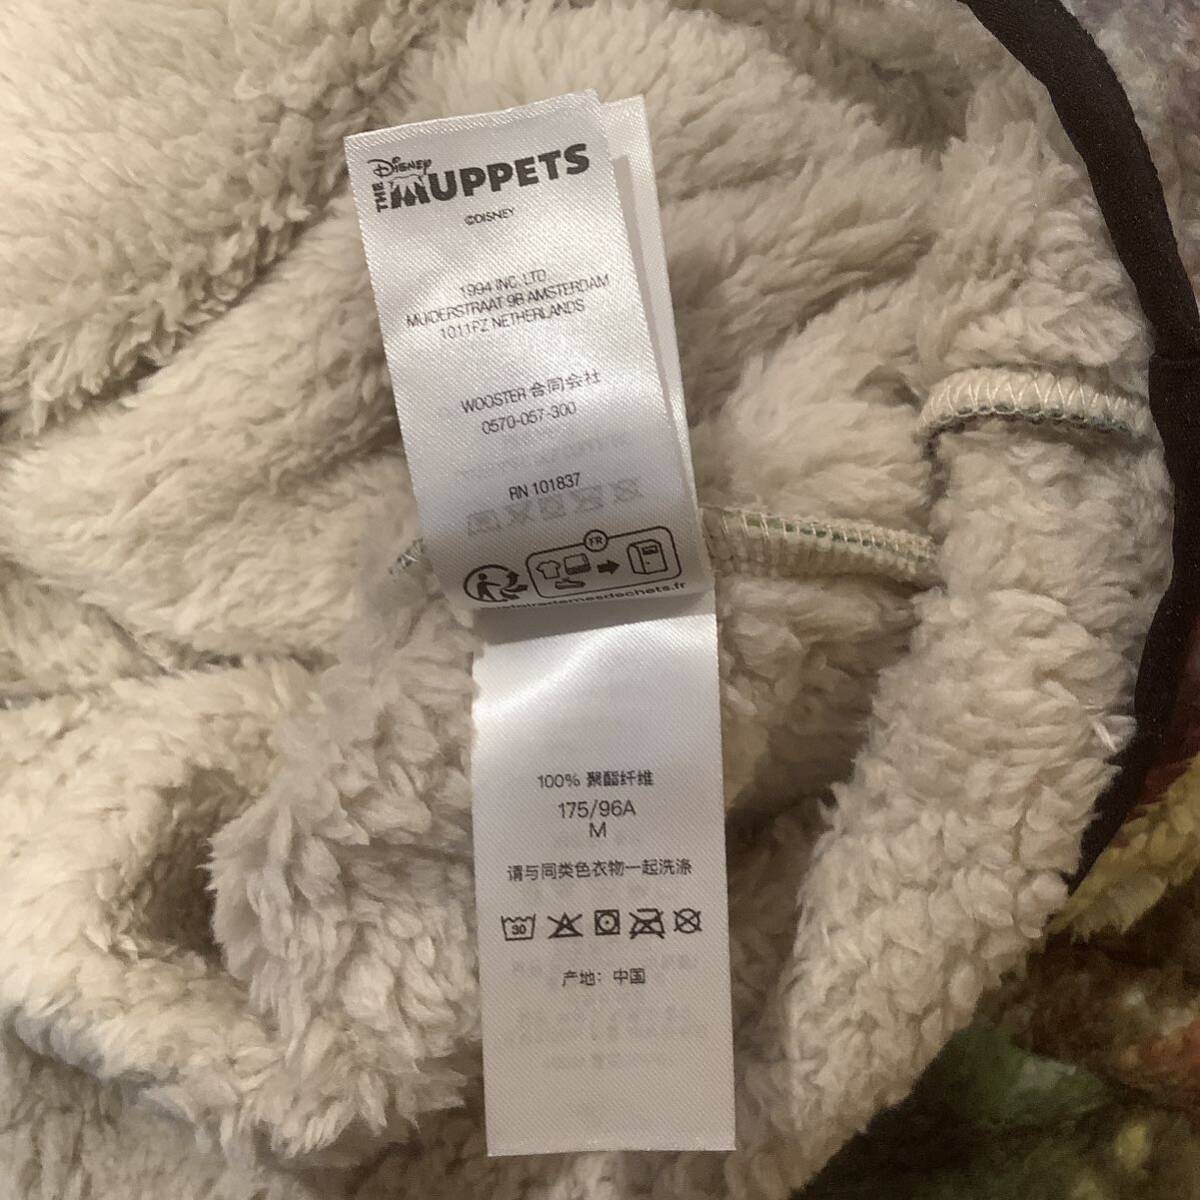 Disney
THE MUPPETS
©DISNEY
1994 INC. LTD
MUIDERSTRAAT 9B AMSTERDAM
1011PZ NETHERLANDS
WOOSTER 合同会社
0570-057-300
RN 101837
FR
100% 聚酯纤维
175/96A
M
请与同类色衣物一起洗涤
30
产地：中国